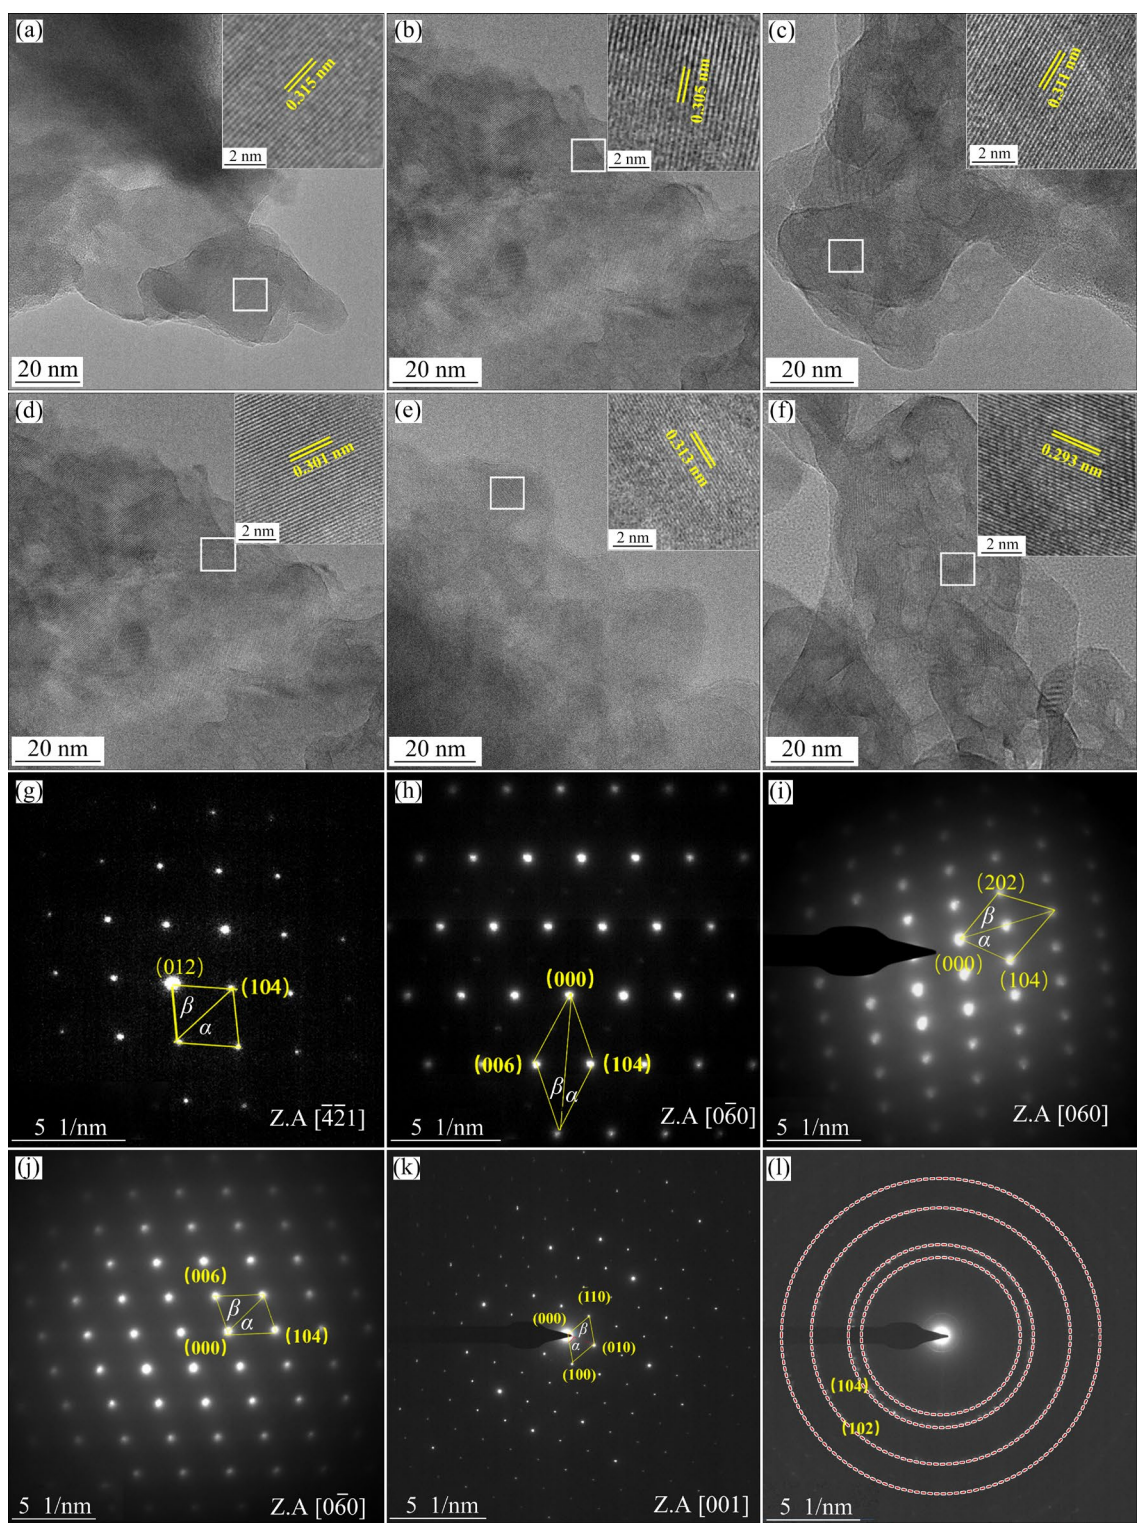 (a)
0.315 nm
2 nm
20 nm
(b)
0.305 nm
2 nm
20 nm
(c)
0.311 nm
2 nm
20 nm
(d)
0.301 nm
2 nm
20 nm
(e)
0.313 nm
2 nm
20 nm
(f)
0.293 nm
2 nm
20 nm
(g)
(012)
(104)
β
α
5 1/nm
Z.A [4̅2̅1]
(h)
(000)
(006)
(104)
β
α
5 1/nm
Z.A [06̅0]
(i)
(202)
β
α
(000)
(104)
5 1/nm
Z.A [060]
(j)
(006)
β
α
(000)
(104)
5 1/nm
Z.A [06̅0]
(k)
(110)
(000)
β
α
(010)
(100)
5 1/nm
Z.A [001]
(l)
(104)
(102)
5 1/nm